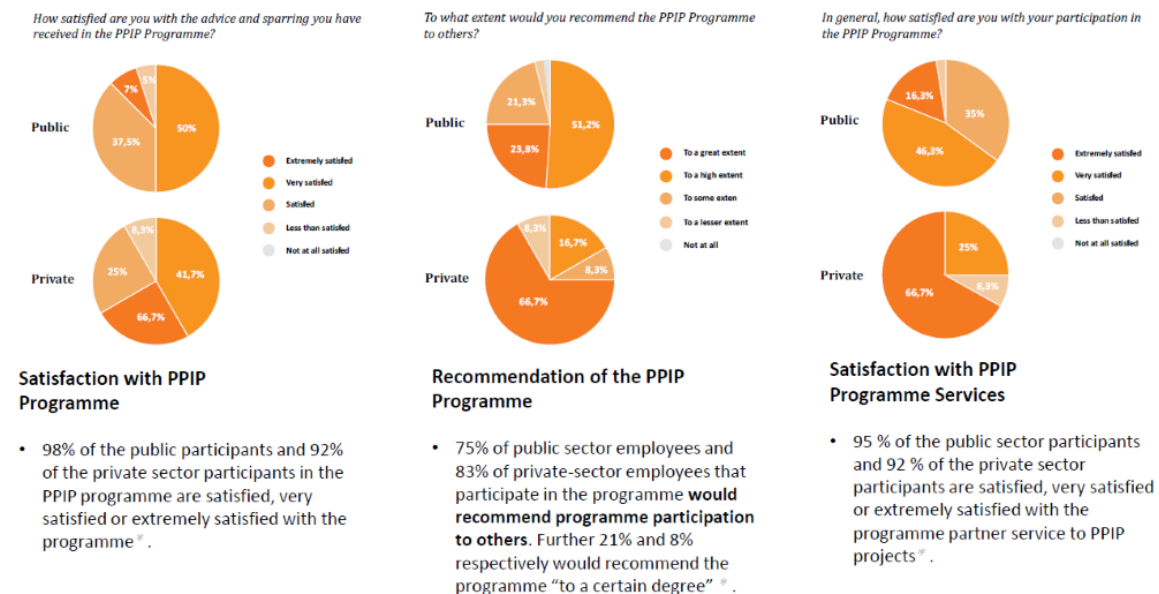 How satisfied are you with the advice and sparring you have
received in the PPIP Programme?
Public
5%
7%
50%
37,5%
Extremely satisfied
Very satisfied
Satisfied
Less than satisfied
Not at all satisfied
Private
8,3%
25%
41,7%
66,7%
Satisfaction with PPIP
Programme
• 98% of the public participants and 92%
of the private sector participants in the
PPIP programme are satisfied, very
satisfied or extremely satisfied with the
programme* .
To what extent would you recommend the PPIP Programme
to others?
Public
21,3%
51,2%
23,8%
To a great extent
To a high extent
To some exten
To a lesser extent
Not at all
Private
8,3%
16,7%
8,3%
66,7%
Recommendation of the PPIP
Programme
• 75% of public sector employees and
83% of private-sector employees that
participate in the programme would
recommend programme participation
to others. Further 21% and 8%
respectively would recommend the
programme “to a certain degree” * .
In general, how satisfied are you with your participation in
the PPIP Programme?
Public
16,3%
35%
46,3%
Extremely satisfied
Very satisfied
Satisfied
Less than satisfied
Not at all satisfied
Private
25%
66,7%
8,3%
Satisfaction with PPIP
Programme Services
• 95 % of the public sector participants
and 92 % of the private sector
participants are satisfied, very satisfied
or extremely satisfied with the
programme partner service to PPIP
projects* .